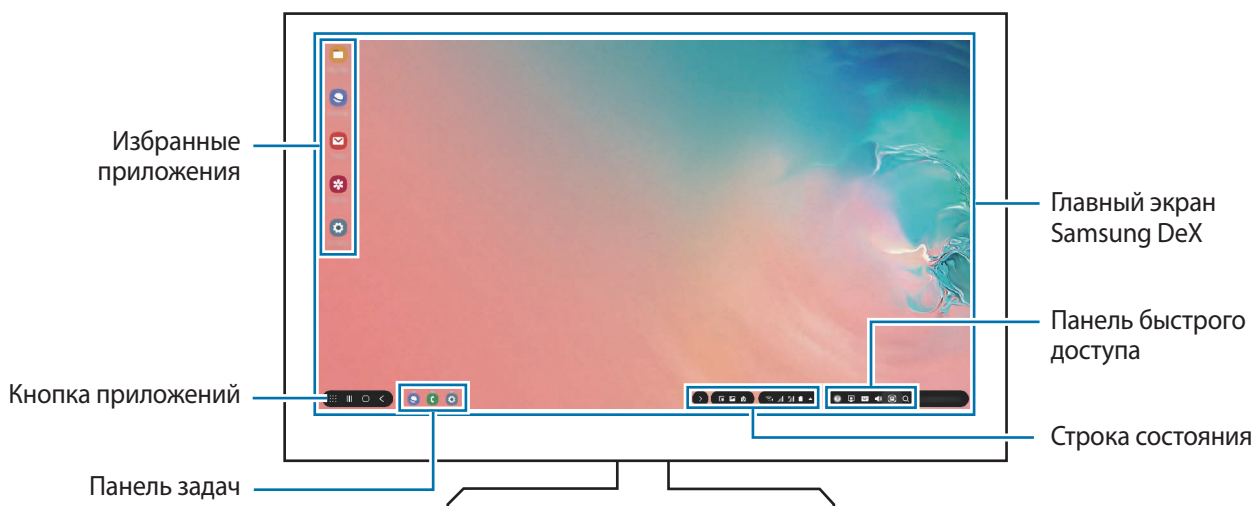 Избранные
приложения
Главный экран
Samsung DeX
Панель быстрого
доступа
Кнопка приложений
Строка состояния
Панель задач